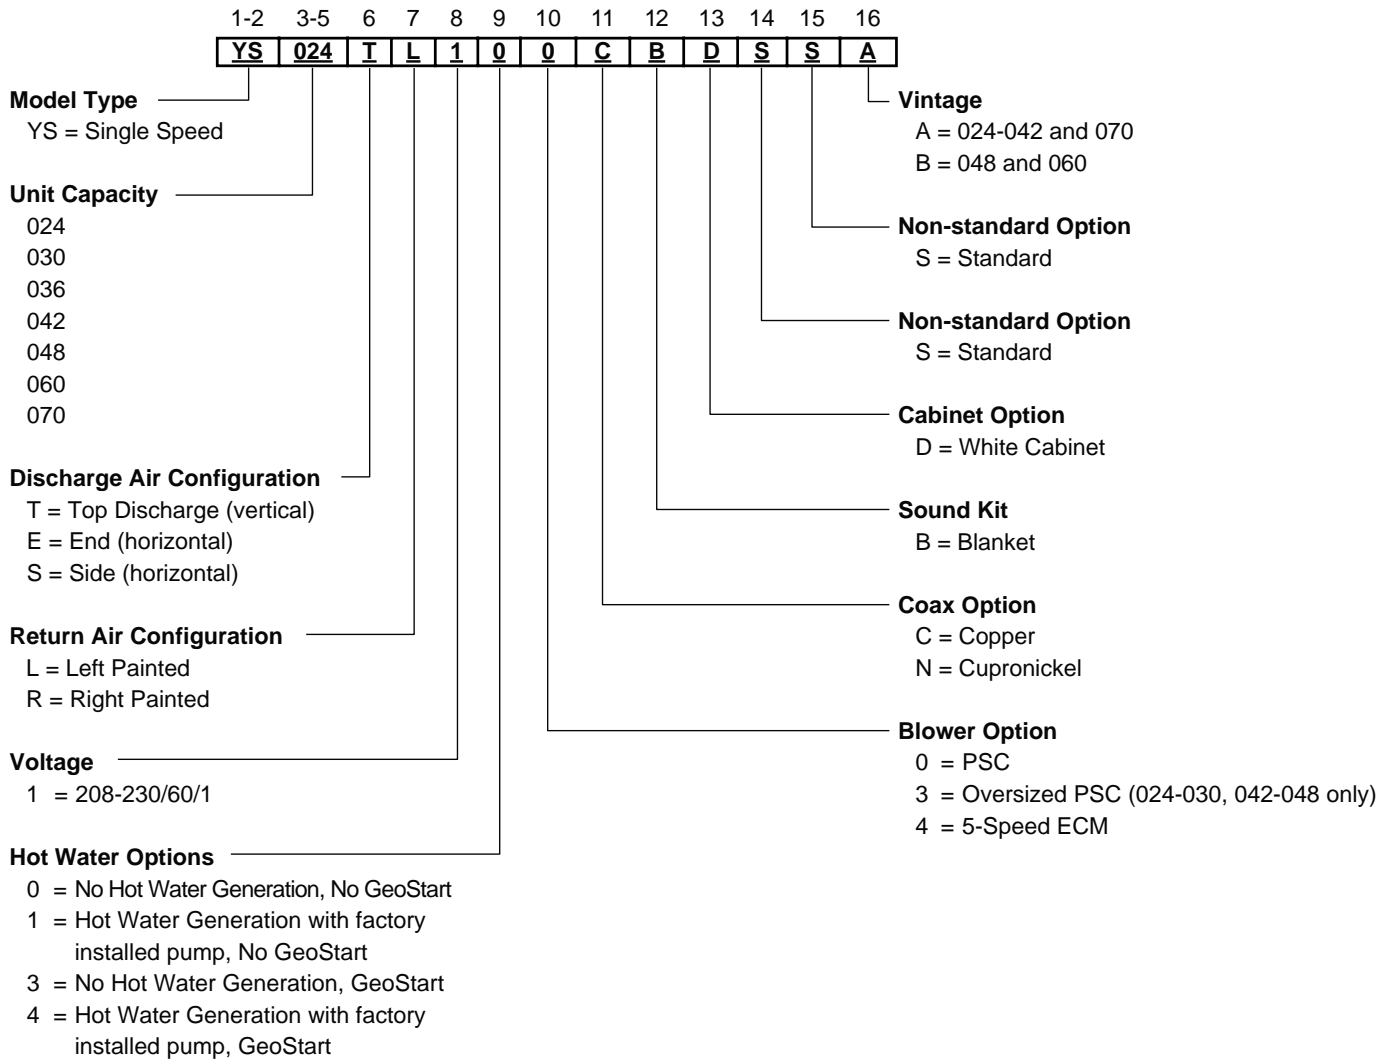 1-2 3-5 6 7 8 9 10 11 12 13 14 15 16
YS 024 T L 1 0 0 C B D S S A
Model Type
YS = Single Speed
Unit Capacity
024
030
036
042
048
060
070
Discharge Air Configuration
T = Top Discharge (vertical)
E = End (horizontal)
S = Side (horizontal)
Return Air Configuration
L = Left Painted
R = Right Painted
Voltage
1 = 208-230/60/1
Hot Water Options
0 = No Hot Water Generation, No GeoStart
1 = Hot Water Generation with factory
installed pump, No GeoStart
3 = No Hot Water Generation, GeoStart
4 = Hot Water Generation with factory
installed pump, GeoStart
Vintage
A = 024-042 and 070
B = 048 and 060
Non-standard Option
S = Standard
Non-standard Option
S = Standard
Cabinet Option
D = White Cabinet
Sound Kit
B = Blanket
Coax Option
C = Copper
N = Cupronickel
Blower Option
0 = PSC
3 = Oversized PSC (024-030, 042-048 only)
4 = 5-Speed ECM